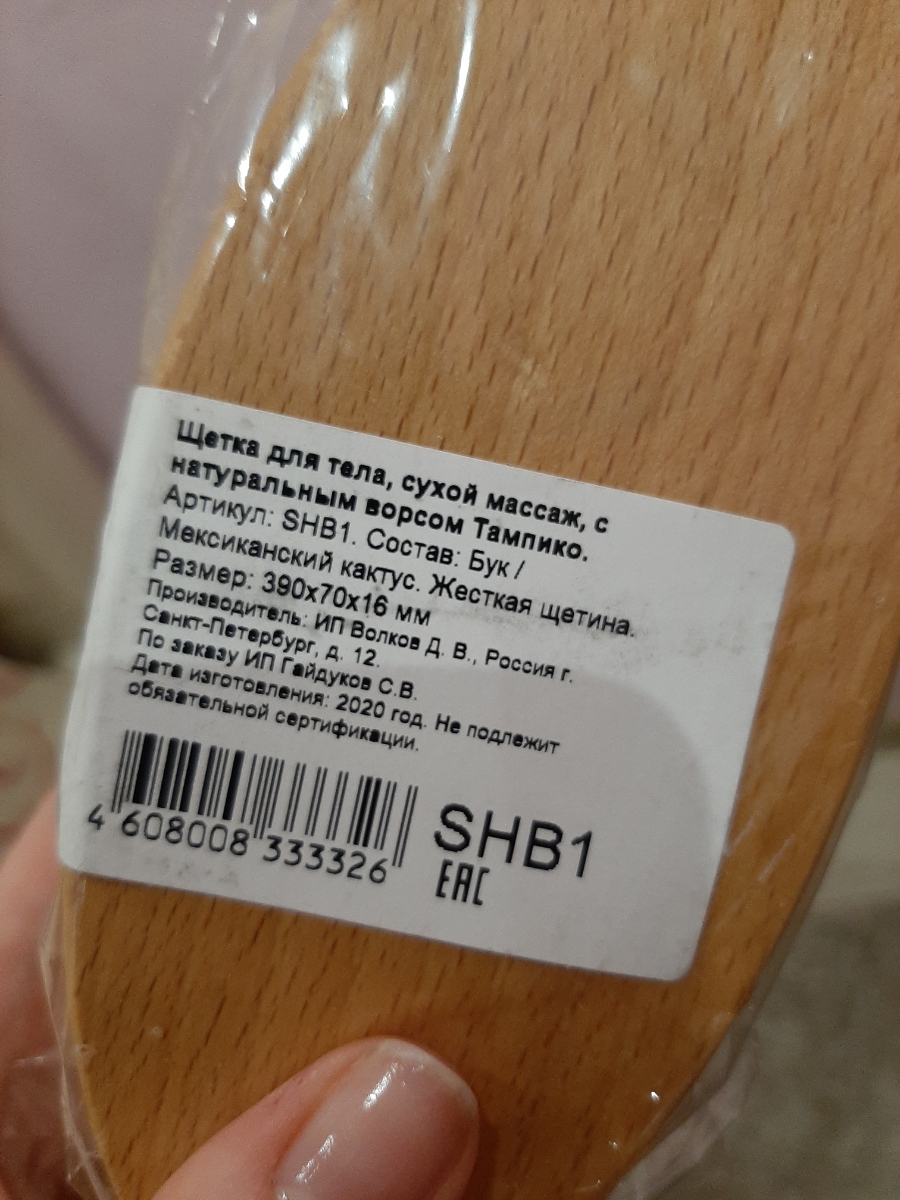 Щетка для тела, сухой массаж, с
натуральным ворсом Тампико.
Артикул: SHB1. Состав: Бук /
Мексиканский кактус. Жесткая щетина.
Размер: 390x70x16 мм
Производитель: ИП Волков Д. В., Россия г.
Санкт-Петербург, д. 12.
По заказу ИП Гайдуков С.В.
Дата изготовления: 2020 год. Не подлежит
обязательной сертификации.
4 608008 333326
SHB1
EAC